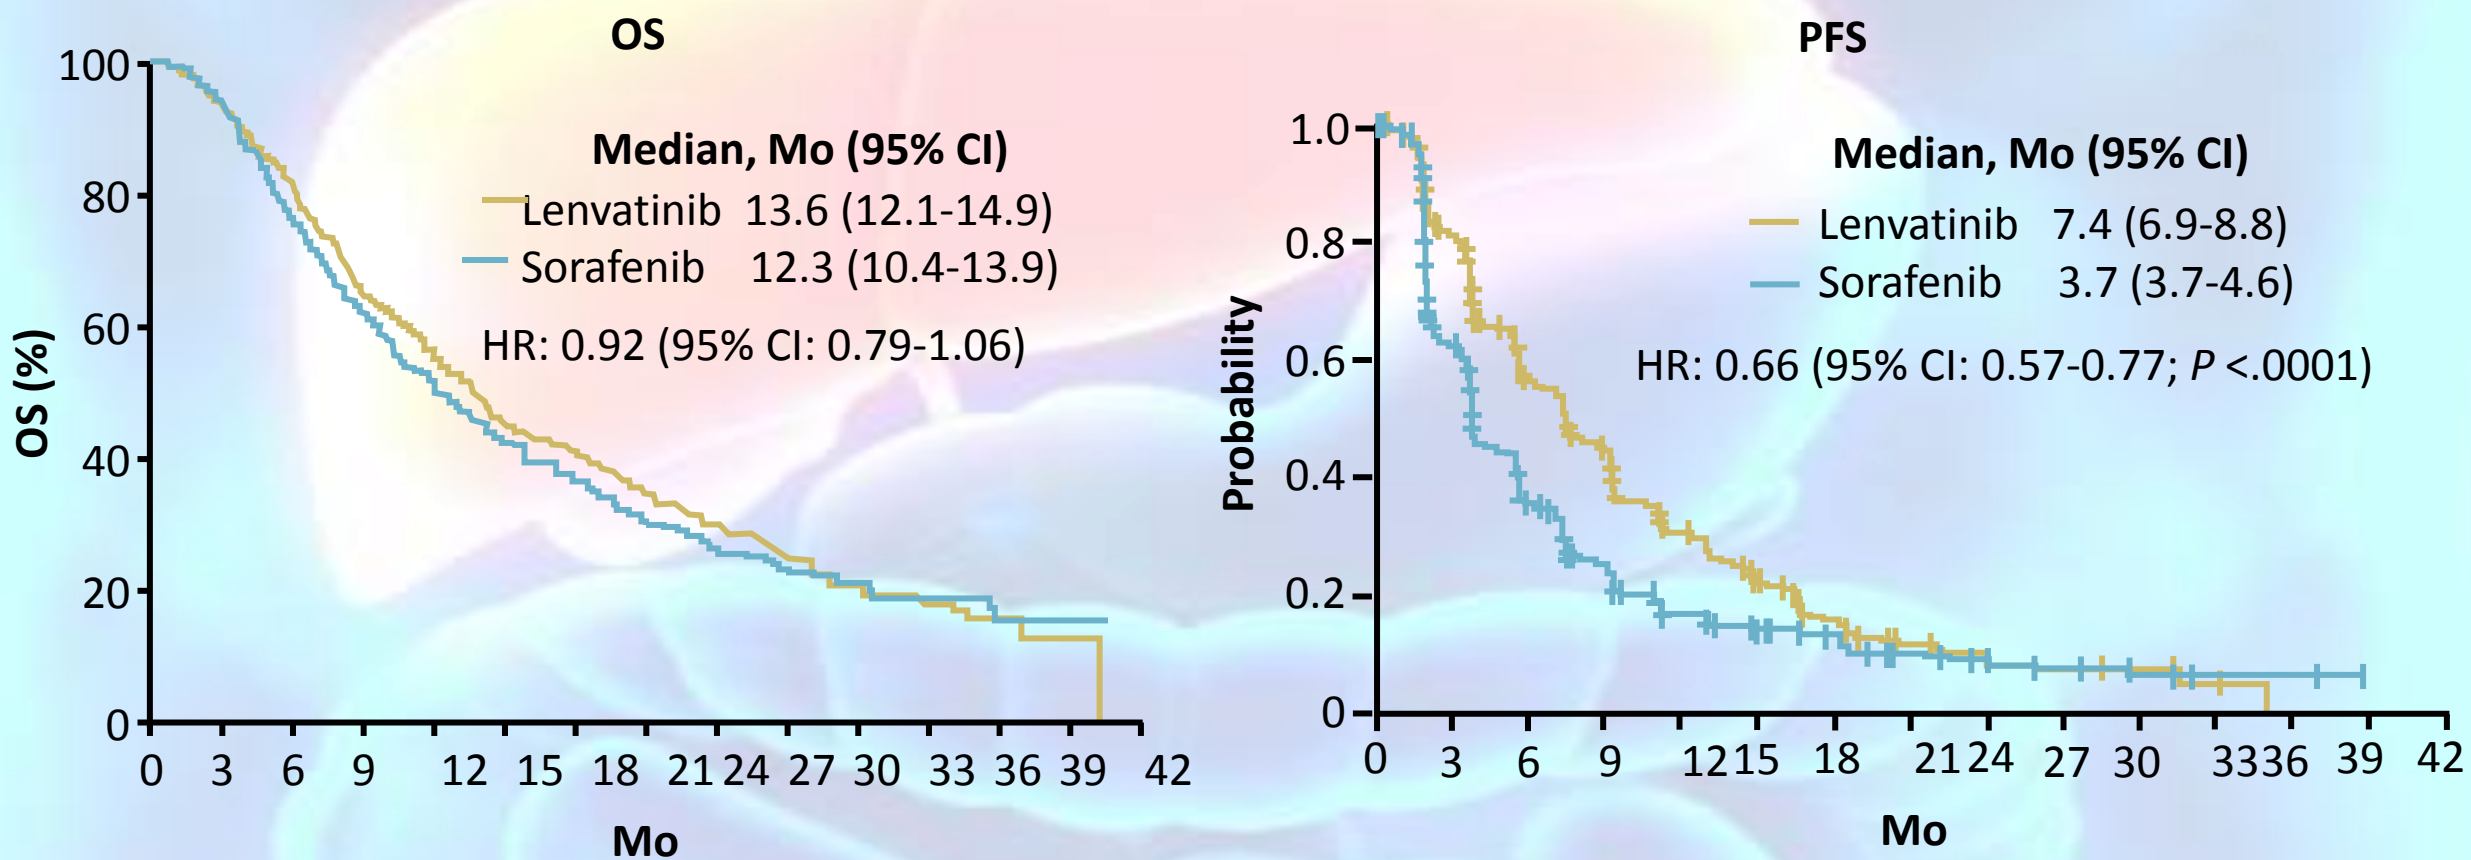 OS
Median, Mo (95% CI)
Lenvatinib 13.6 (12.1-14.9)
Sorafenib 12.3 (10.4-13.9)
HR: 0.92 (95% CI: 0.79-1.06)
OS (%)
100
80
60
40
20
0
0 3 6 9 12 15 18 21 24 27 30 33 36 39 42
Mo
PFS
Median, Mo (95% CI)
Lenvatinib 7.4 (6.9-8.8)
Sorafenib 3.7 (3.7-4.6)
HR: 0.66 (95% CI: 0.57-0.77; P <.0001)
Probability
1.0
0.8
0.6
0.4
0.2
0
0 3 6 9 12 15 18 21 24 27 30 33 36 39 42
Mo